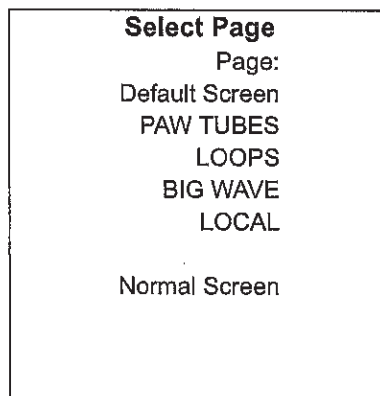 Select Page
Page:
Default Screen
PAW TUBES
LOOPS
BIG WAVE
LOCAL
Normal Screen